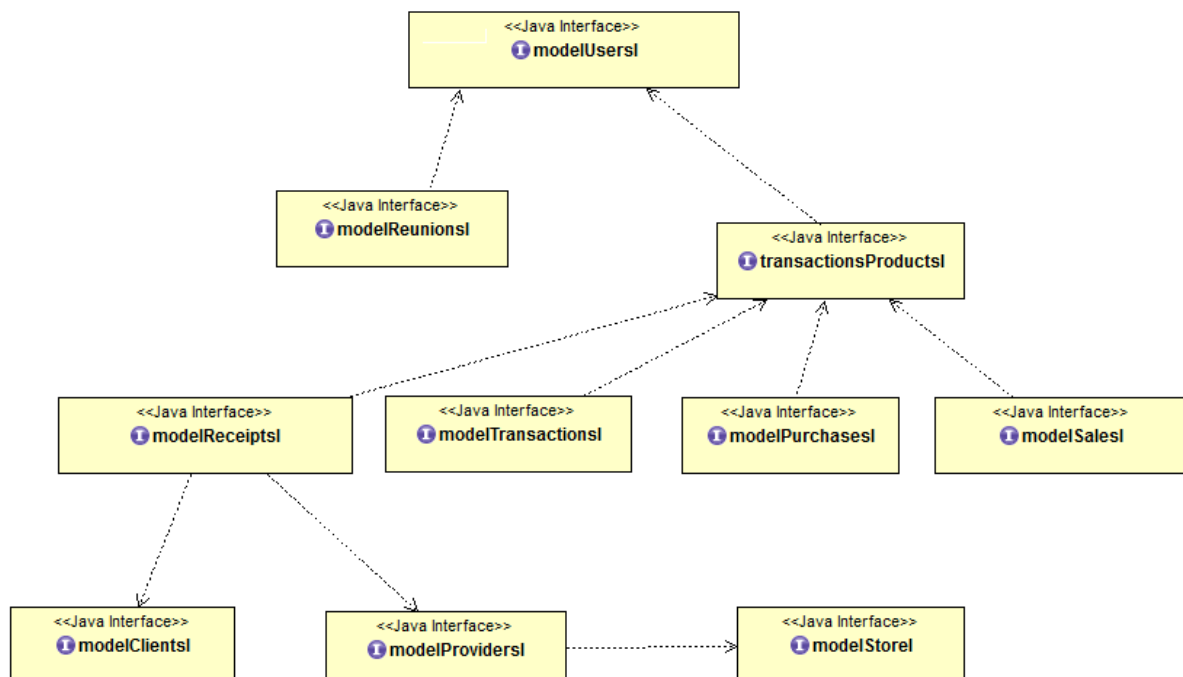 <<Java Interface>>
modelUsersI
<<Java Interface>>
modelReunionsI
<<Java Interface>>
transactionsProductsI
<<Java Interface>>
modelReceiptsI
<<Java Interface>>
modelTransactionsI
<<Java Interface>>
modelPurchasesI
<<Java Interface>>
modelSalesI
<<Java Interface>>
modelClientsI
<<Java Interface>>
modelProvidersI
<<Java Interface>>
modelStoreI